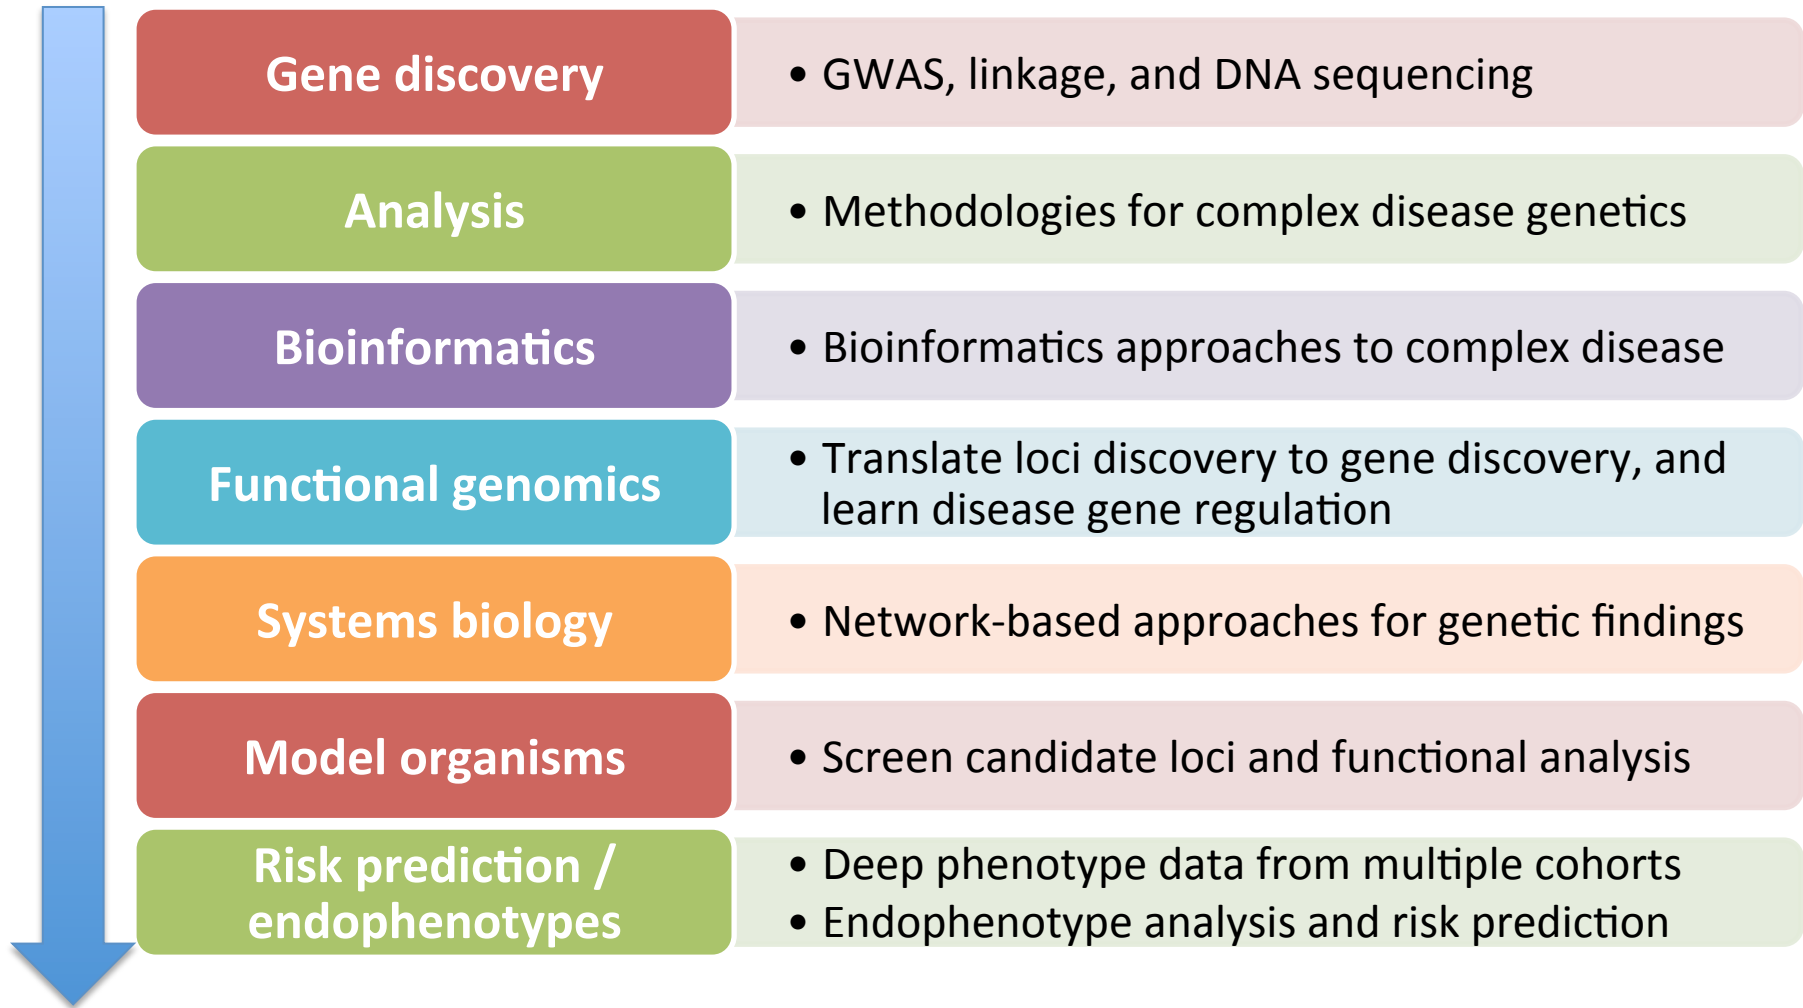 Gene discovery
• GWAS, linkage, and DNA sequencing
Analysis
• Methodologies for complex disease genetics
Bioinformatics
• Bioinformatics approaches to complex disease
Functional genomics
• Translate loci discovery to gene discovery, and
learn disease gene regulation
Systems biology
• Network-based approaches for genetic findings
Model organisms
• Screen candidate loci and functional analysis
Risk prediction /
endophenotypes
• Deep phenotype data from multiple cohorts
• Endophenotype analysis and risk prediction